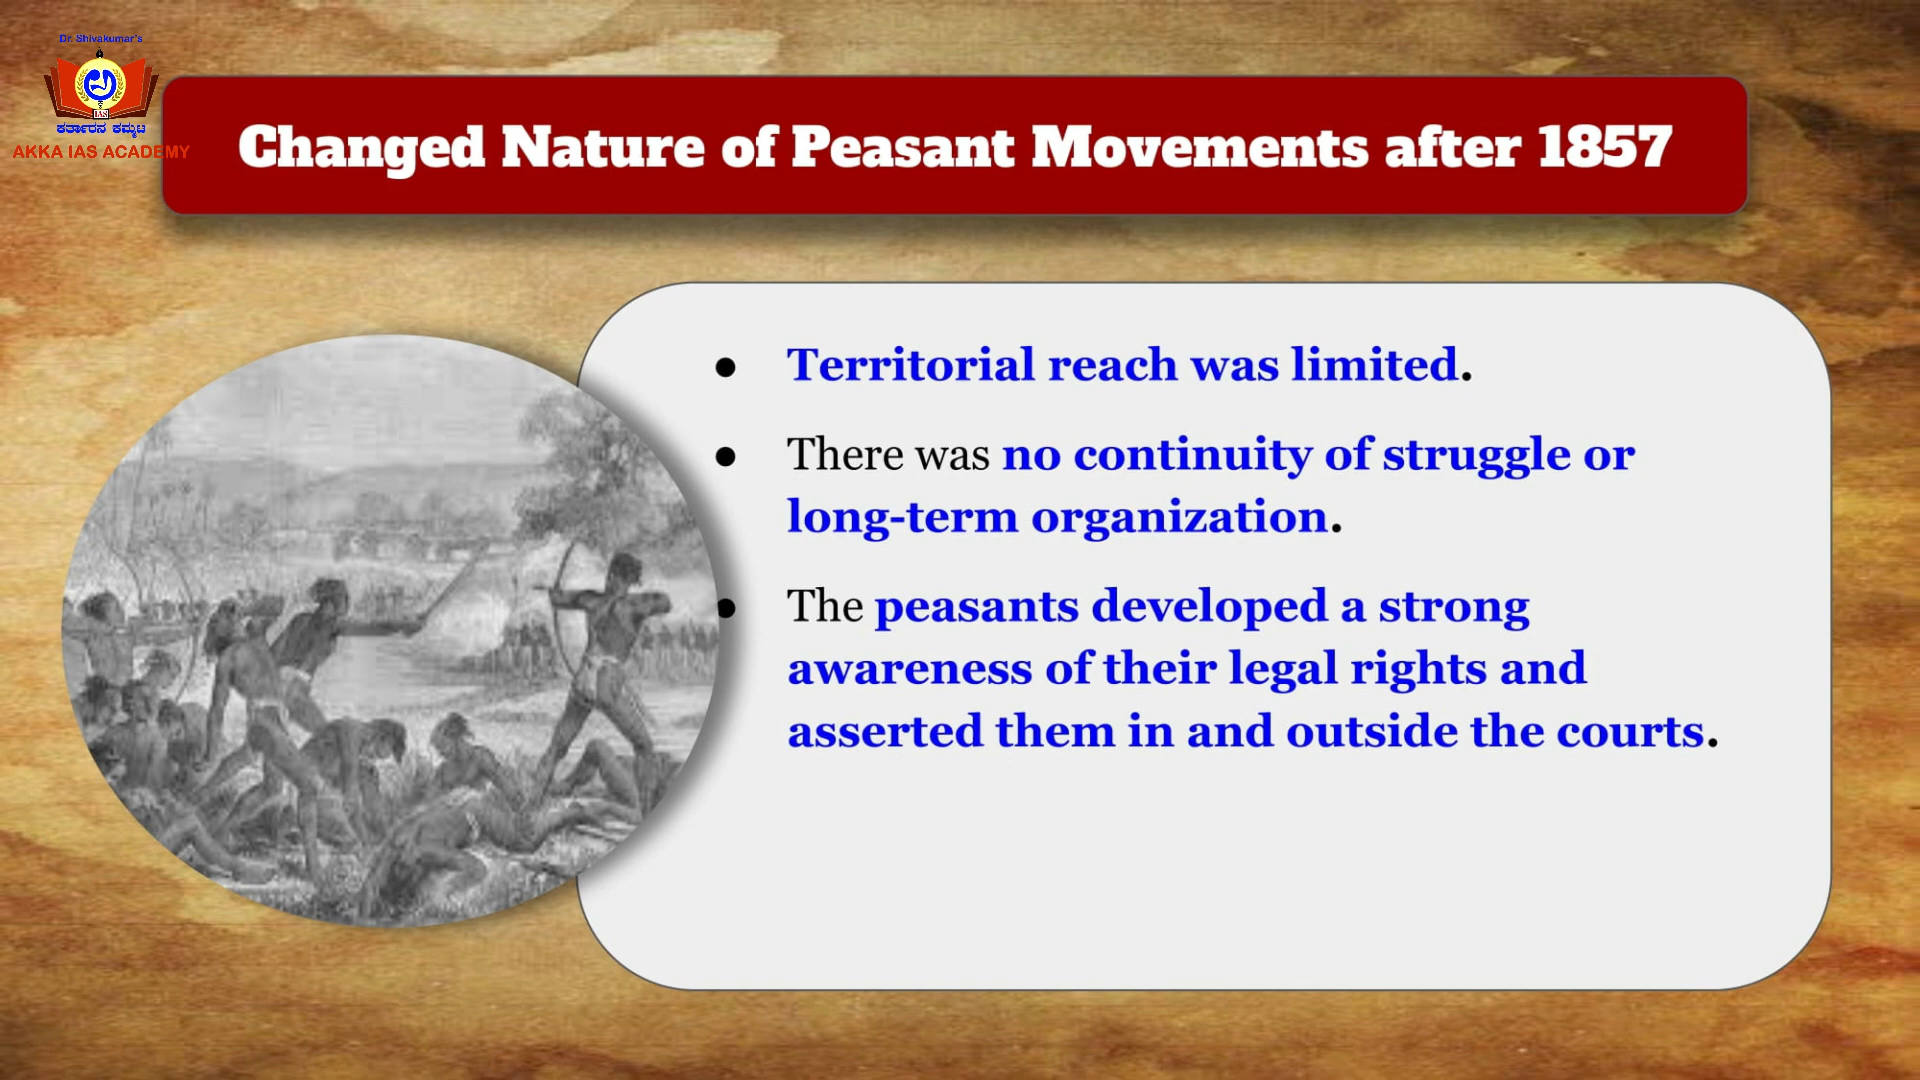 Dr. Shivakumar's
IAS
ಕರ್ತಾರನ ಕಮ್ಮಟ
AKKA IAS ACADEMY
Changed Nature of Peasant Movements after 1857
● Territorial reach was limited.
● There was no continuity of struggle or
long-term organization.
● The peasants developed a strong
awareness of their legal rights and
asserted them in and outside the courts.